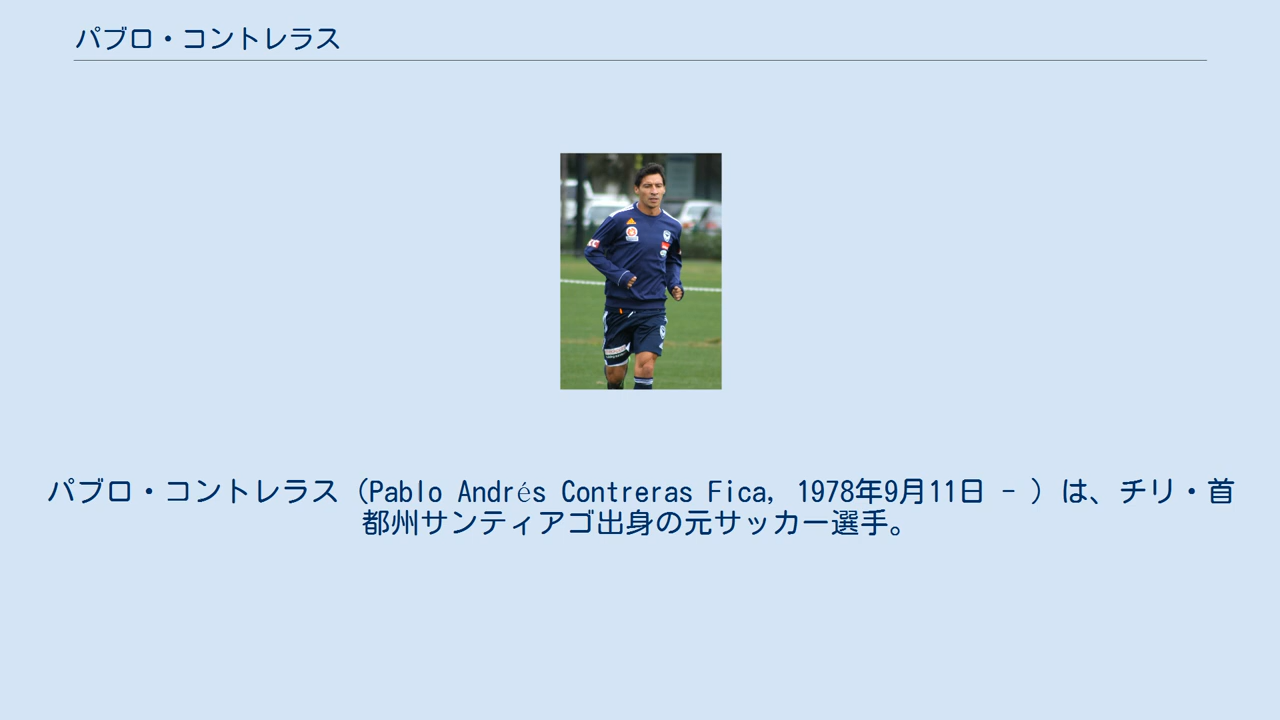 パブロ・コントレラス
パブロ・コントレラス（Pablo Andrés Contreras Fica, 1978年9月11日 - ）は、チリ・首
都州サンティアゴ出身の元サッカー選手。